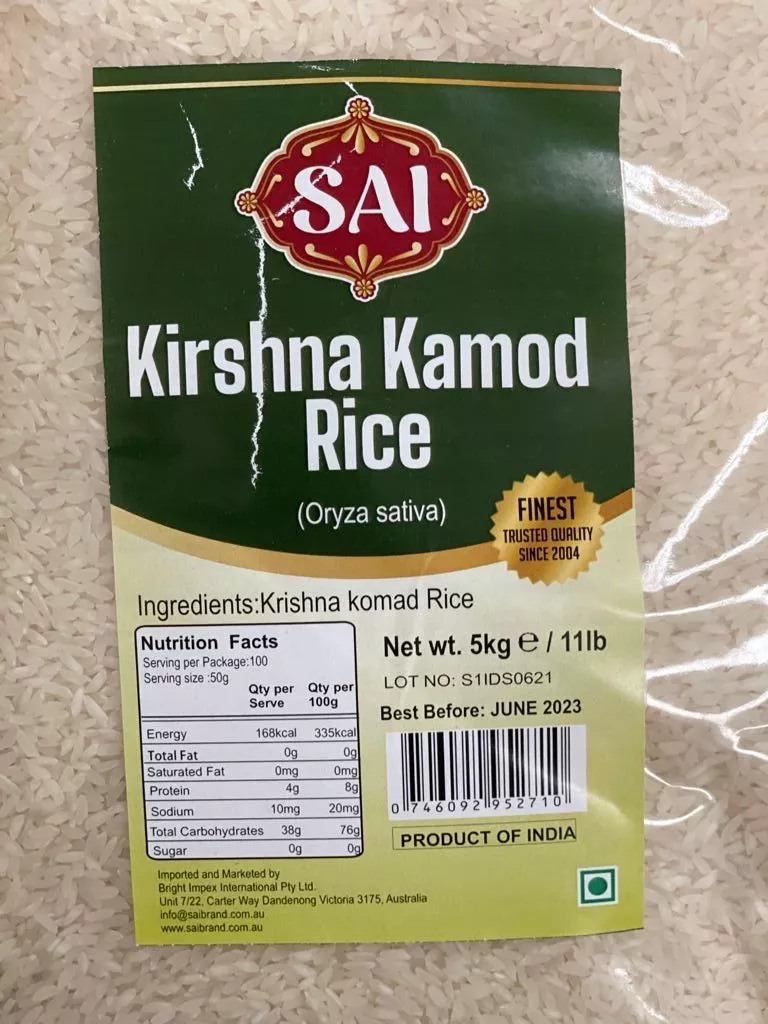 SAI
Kirshna Kamod
Rice
(Oryza sativa)
FINEST
TRUSTED QUALITY
SINCE 2004
Ingredients:Krishna komad Rice
Nutrition Facts
Serving per Package:100
Serving size :50g
Qty per Serve Qty per 100g
Energy 168kcal 335kcal
Total Fat 0g 0g
Saturated Fat 0mg 0mg
Protein 4g 8g
Sodium 10mg 20mg
Total Carbohydrates 38g 76g
Sugar 0g 0g
Net wt. 5kg ℮ / 11lb
LOT NO: S1IDS0621
Best Before: JUNE 2023
0 746092 952710
PRODUCT OF INDIA
Imported and Marketed by
Bright Impex International Pty Ltd.
Unit 7/22, Carter Way Dandenong Victoria 3175, Australia
info@saibrand.com.au
www.saibrand.com.au